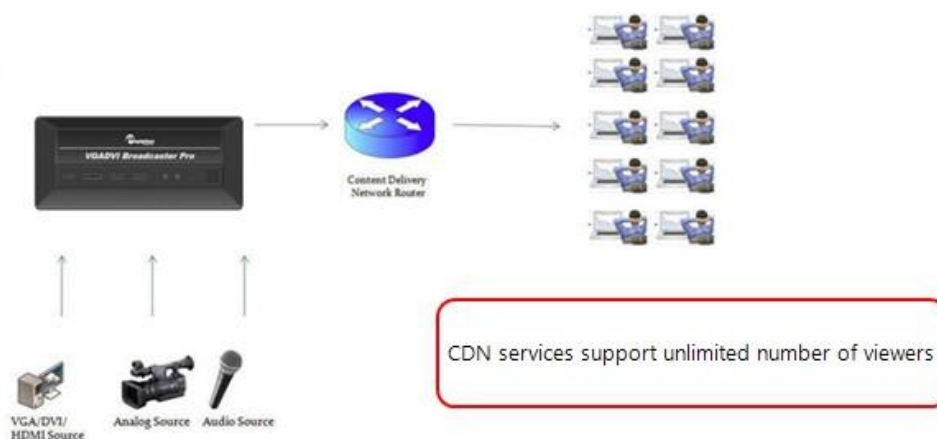 VGADVI Broadcaster Pro
Content Delivery
Network Router
CDN services support unlimited number of viewers
VGA/DVI/
HDMI Source
Analog Source
Audio Source